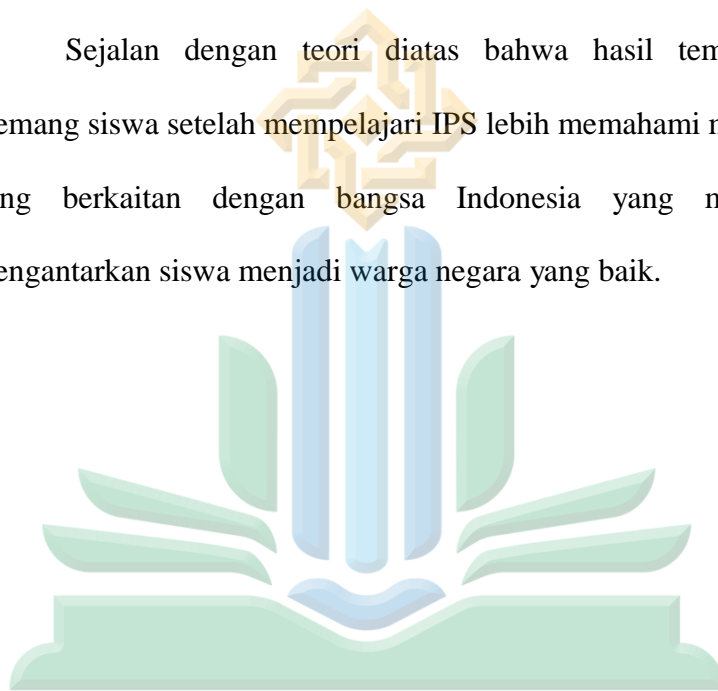 Sejalan dengan teori diatas bahwa hasil tem
emang siswa setelah mempelajari IPS lebih memahami m
ng berkaitan dengan bangsa Indonesia yang m
engantarkan siswa menjadi warga negara yang baik.